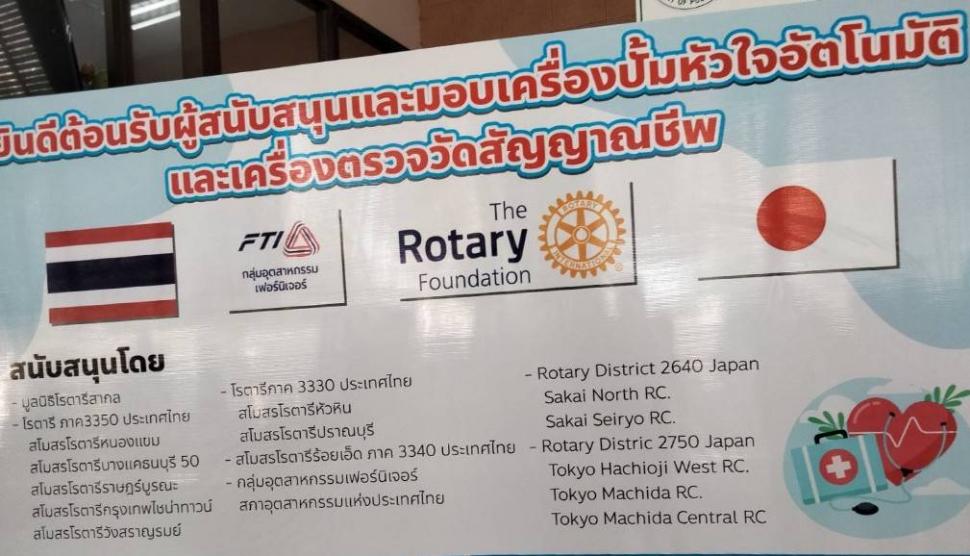 ยินดีต้อนรับผู้สนับสนุนและมอบเครื่องปั้มหัวใจอัตโนมัติ
และเครื่องตรวจวัดสัญญาณชีพ
FTI
กลุ่มอุตสาหกรรม
เฟอร์นิเจอร์
The
Rotary
Foundation
ROTARY
INTERNATIONAL
สนับสนุนโดย
- มูลนิธิโรตารีสากล
- โรตารี ภาค3350 ประเทศไทย
สโมสรโรตารีหนองแขม
สโมสรโรตารีบางแคธนบุรี 50
สโมสรโรตารีราษฎร์บูรณะ
สโมสรโรตารีกรุงเทพไชน่าทาวน์
สโมสรโรตารีวังสราญรมย์
- โรตารีภาค 3330 ประเทศไทย
สโมสรโรตารีหัวหิน
สโมสรโรตารีปราณบุรี
- สโมสรโรตารีร้อยเอ็ด ภาค 3340 ประเทศไทย
- กลุ่มอุตสาหกรรมเฟอร์นิเจอร์
สภาอุตสาหกรรมแห่งประเทศไทย
- Rotary District 2640 Japan
Sakai North RC.
Sakai Seiryo RC.
- Rotary Distric 2750 Japan
Tokyo Hachioji West RC.
Tokyo Machida RC.
Tokyo Machida Central RC